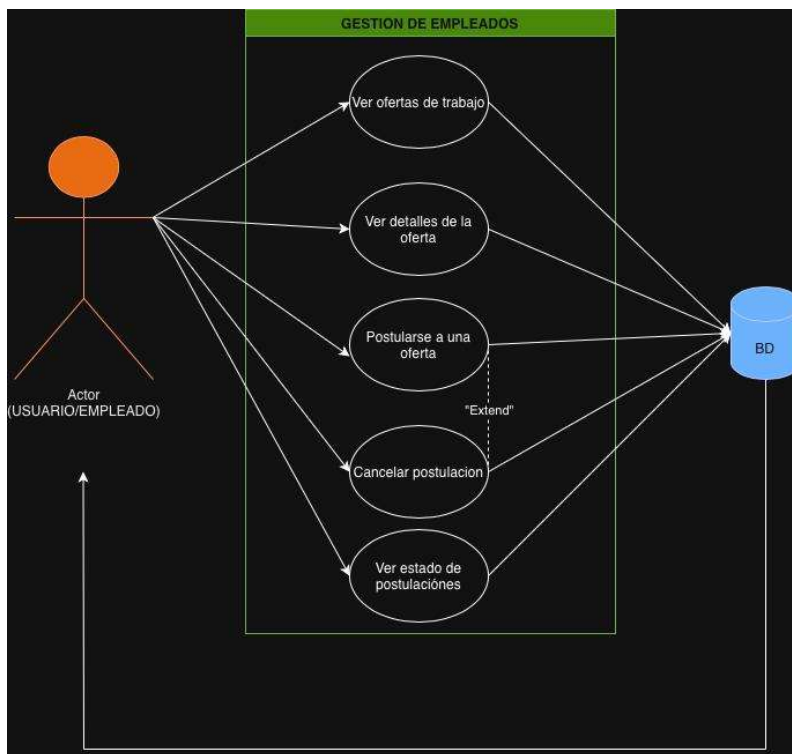 GESTION DE EMPLEADOS
Ver ofertas de trabajo
Ver detalles de la
oferta
Postularse a una
oferta
BD
Actor
(USUARIO/EMPLEADO)
"Extend"
Cancelar postulacion
Ver estado de
postulaciónes